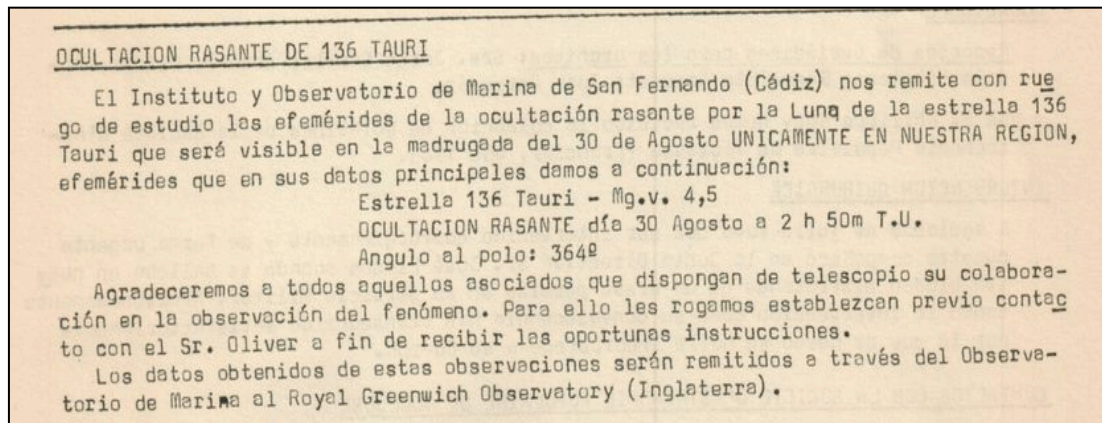 OCULTACION RASANTE DE 136 TAURI
El Instituto y Observatorio de Marina de San Fernando (Cádiz) nos remite con rue
go de estudio las efemérides de la ocultación rasante por la Luna de la estrella 136
Tauri que será visible en la madrugada del 30 de Agosto UNICAMENTE EN NUESTRA REGION,
efemérides que en sus datos principales damos a continuación:
Estrella 136 Tauri - Mg.v. 4,5
OCULTACION RASANTE día 30 Agosto a 2 h 50m T.U.
Angulo al polo: 364º
Agradeceremos a todos aquellos asociados que dispongan de telescopio su colabora-
ción en la observación del fenómeno. Para ello les rogamos establezcan previo contac
to con el Sr. Oliver a fin de recibir las oportunas instrucciones.
Los datos obtenidos de estas observaciones serán remitidos a través del Observa-
torio de Marina al Royal Greenwich Observatory (Inglaterra).